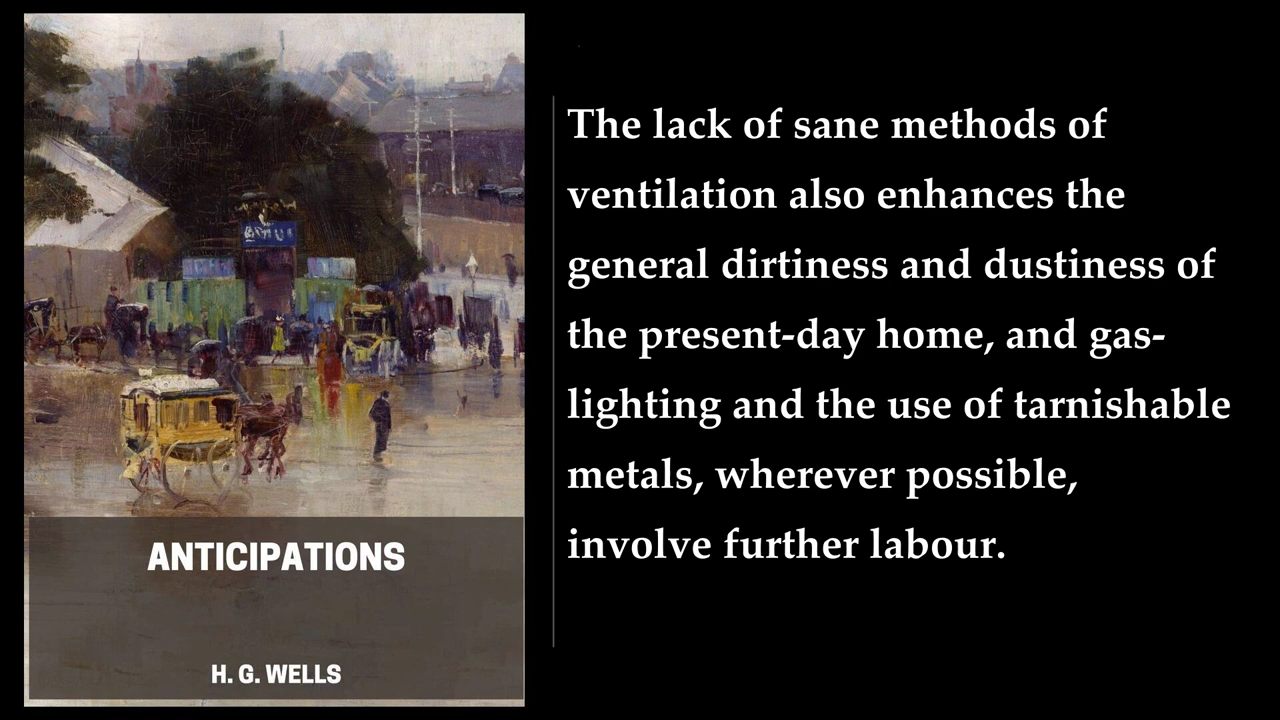 ANTICIPATIONS
H. G. WELLS
The lack of sane methods of
ventilation also enhances the
general dirtiness and dustiness of
the present-day home, and gas-
lighting and the use of tarnishable
metals, wherever possible,
involve further labour.